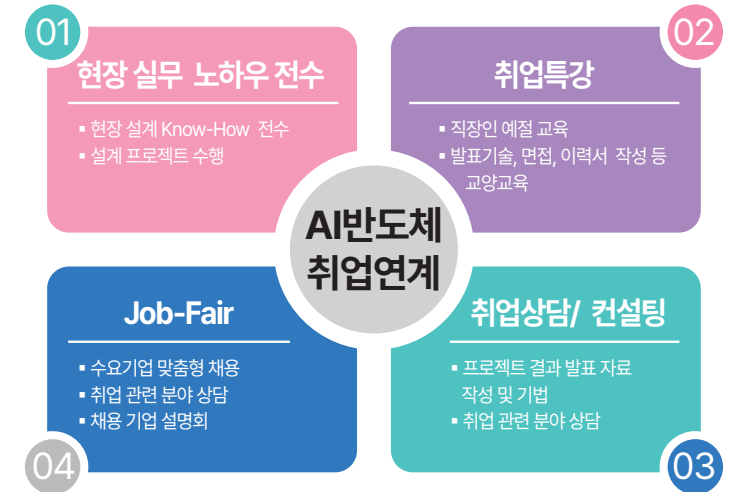 01
현장 실무 노하우 전수
▪ 현장 설계 Know-How 전수
▪ 설계 프로젝트 수행
02
취업특강
▪ 직장인 예절 교육
▪ 발표기술, 면접, 이력서 작성 등
교양교육
AI반도체
취업연계
Job-Fair
▪ 수요기업 맞춤형 채용
▪ 취업 관련 분야 상담
▪ 채용 기업 설명회
04
취업상담/ 컨설팅
▪ 프로젝트 결과 발표 자료
작성 및 기법
▪ 취업 관련 분야 상담
03